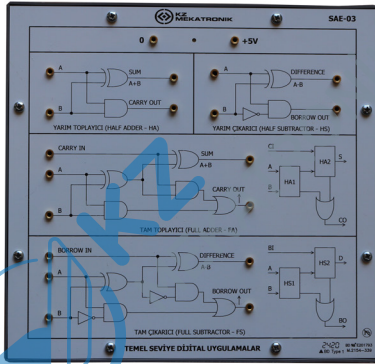 KZ
MEKATRONIK
SAE-03
0
+5V
A
SUM
A+B
B
CARRY OUT
YARIM TOPLAYICI (HALF ADDER - HA)
A
DIFFERENCE
A-B
B
BORROW OUT
YARIM ÇIKARICI (HALF SUBTRACTOR - HS)
CARRY IN
SUM
A+B
A
CARRY OUT
B
TAM TOPLAYICI (FULL ADDER - FA)
CI
A
B
HA1
HA2
S
CO
BORROW IN
DIFFERENCE
A-B
A
BORROW OUT
B
TAM ÇIKARICI (FULL SUBTRACTOR - FS)
BI
A
B
HS1
HS2
D
BO
TEMEL SEVİYE DİJİTAL UYGULAMALAR
2420
KZ